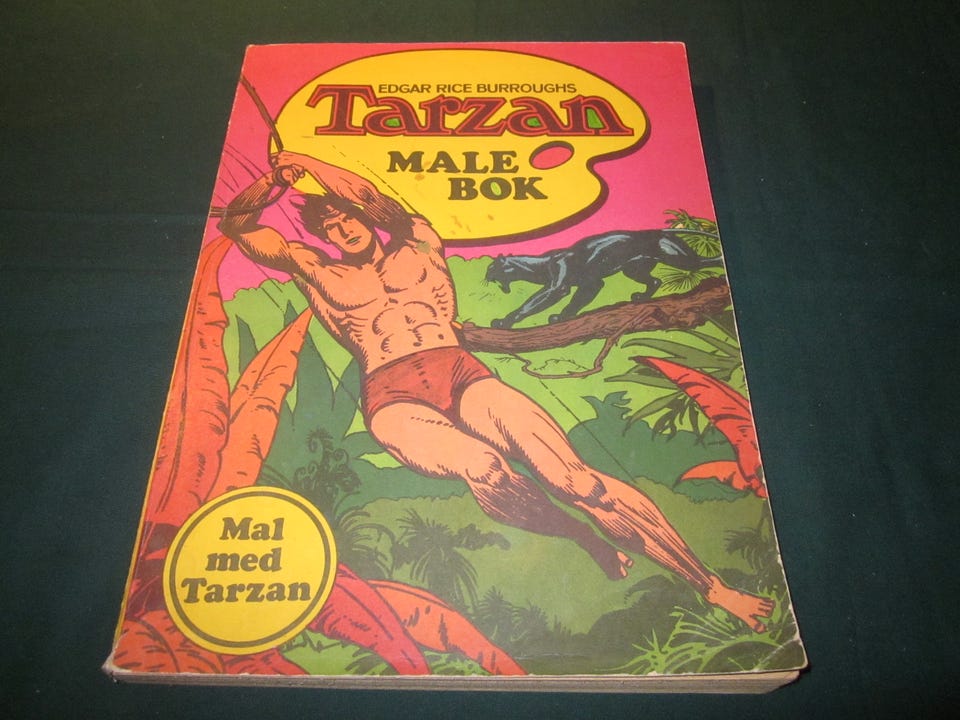 EDGAR RICE BURROUGHS
Tarzan
MALE
BOK
Mal
med
Tarzan